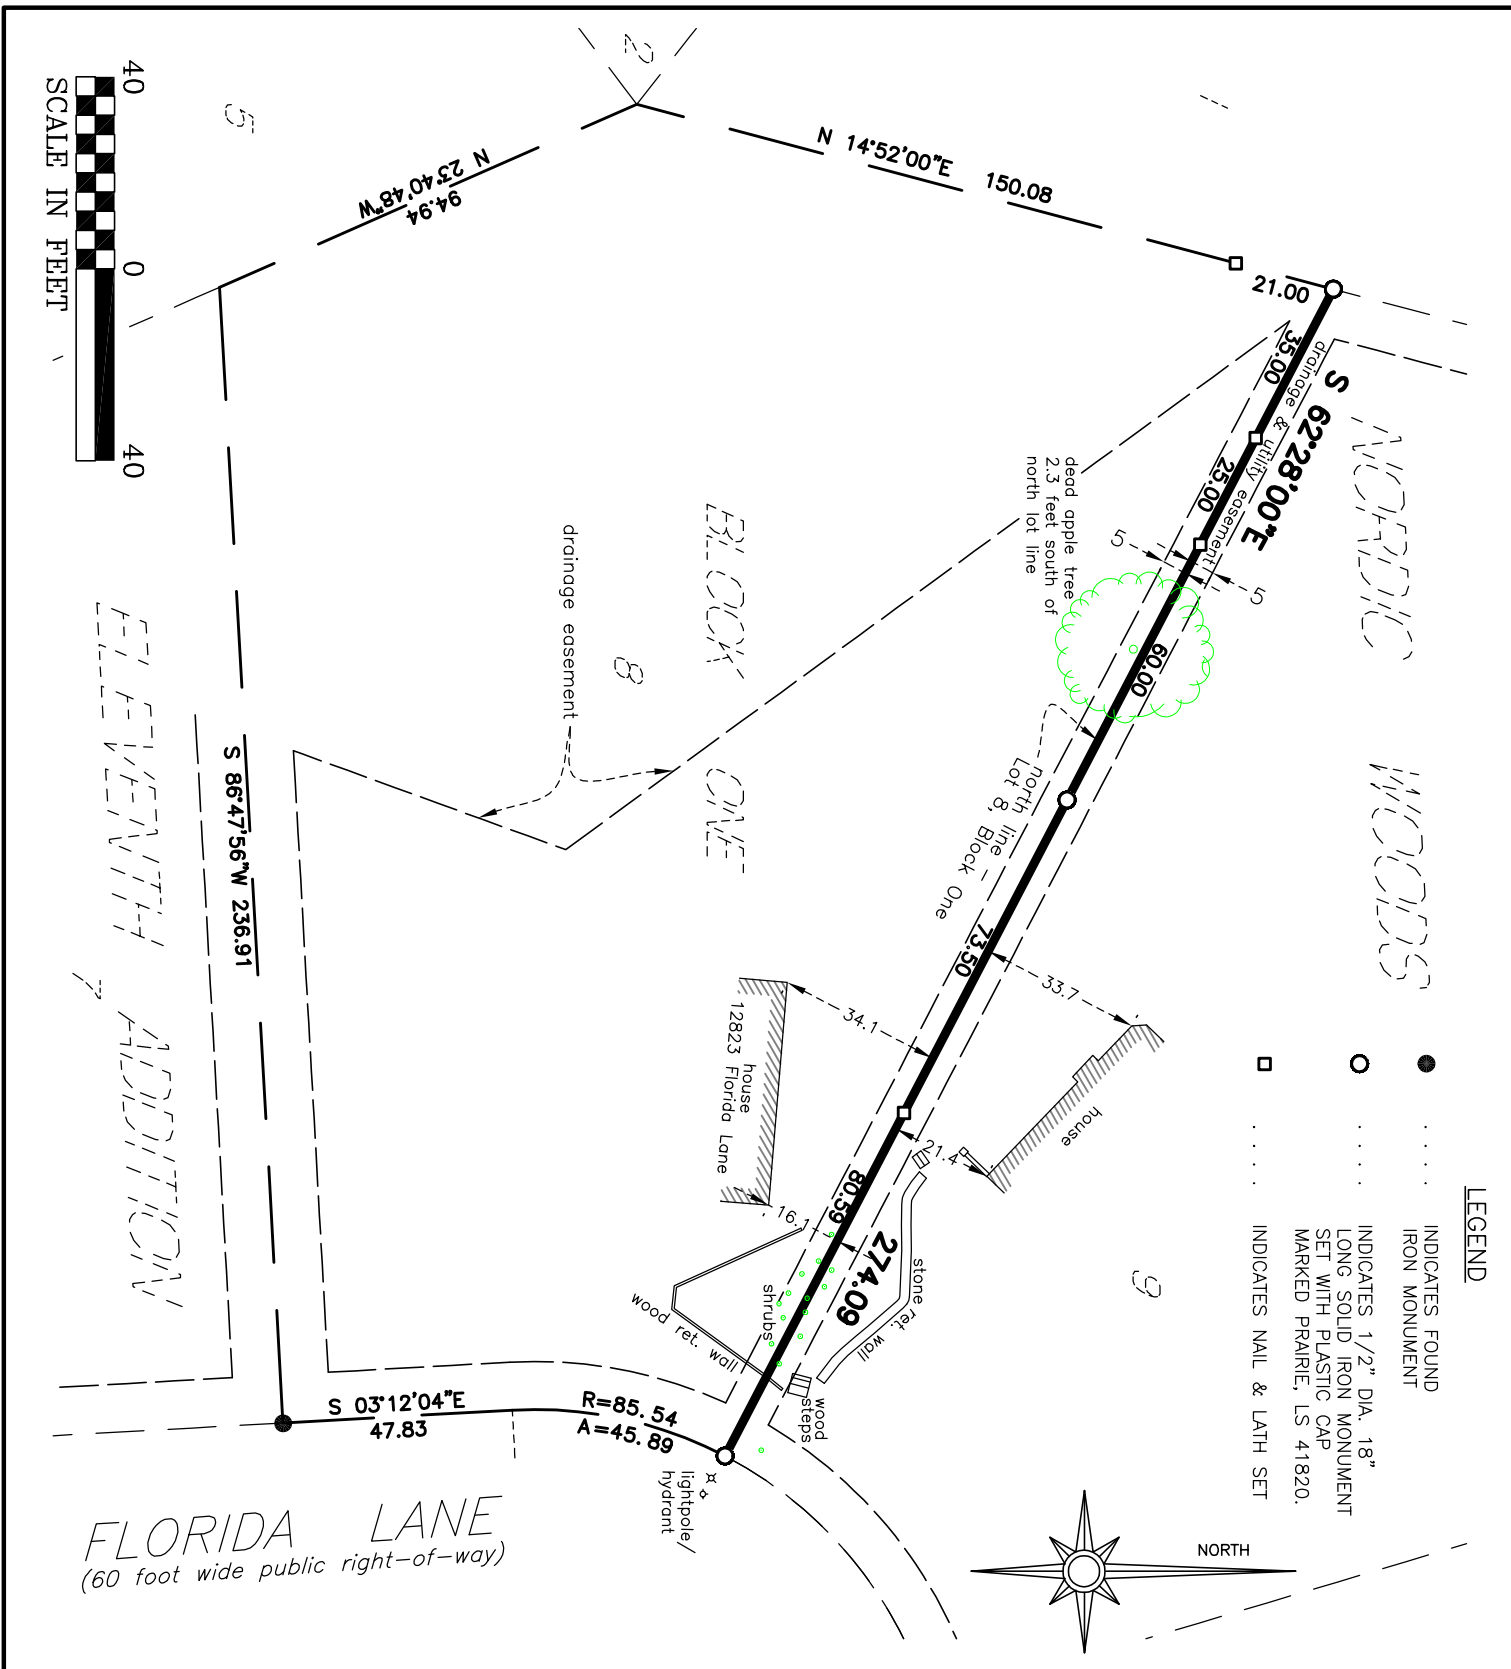 LEGEND
INDICATES FOUND
IRON MONUMENT
INDICATES 1/2" DIA. 18"
LONG SOLID IRON MONUMENT
SET WITH PLASTIC CAP
MARKED PRAIRIE, LS 41820.
INDICATES NAIL & LATH SET
NORTH
NORDIC WOODS
ELEVENTH ADDITION
BLOCK ONE
1
2
5
7
8
9
N 14°52'00"E 150.08
21.00
N 23°40'48"W
94.94
S 86°47'56"W 236.91
S 03°12'04"E
47.83
R=85.54
A=45.89
S 62°28'00"E
274.09
35.00
25.00
60.00
73.50
80.59
drainage & utility easement
5
5
dead apple tree
2.3 feet south of
north lot line
drainage easement
north line
Lot 8, Block One
33.7
34.1
21.4
16.1
house
house
12823 Florida Lane
stone ret. wall
wood ret. wall
shrubs
wood
steps
lightpole/
hydrant
FLORIDA LANE
(60 foot wide public right-of-way)
40 0 40
SCALE IN FEET